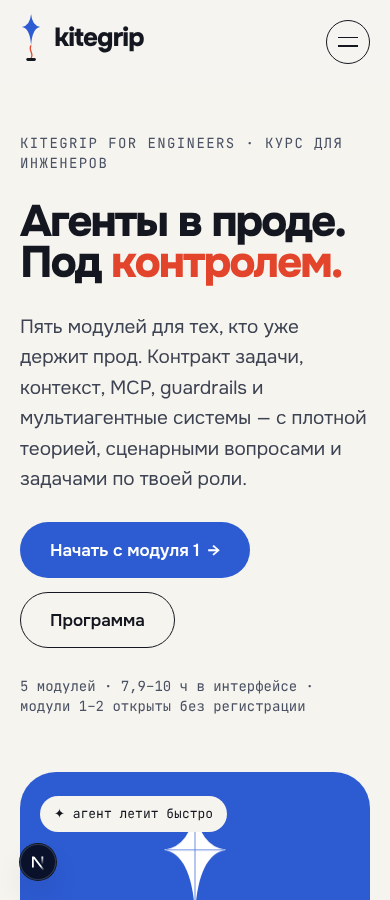 kitegrip
KITEGRIP FOR ENGINEERS · КУРС ДЛЯ
ИНЖЕНЕРОВ
Агенты в проде.
Под контролем.
Пять модулей для тех, кто уже
держит прод. Контракт задачи,
контекст, MCP, guardrails и
мультиагентные системы — с плотной
теорией, сценарными вопросами и
задачами по твоей роли.
Начать с модуля 1 →
Программа
5 модулей · 7,9–10 ч в интерфейсе ·
модули 1–2 открыты без регистрации
✦ агент летит быстро
N